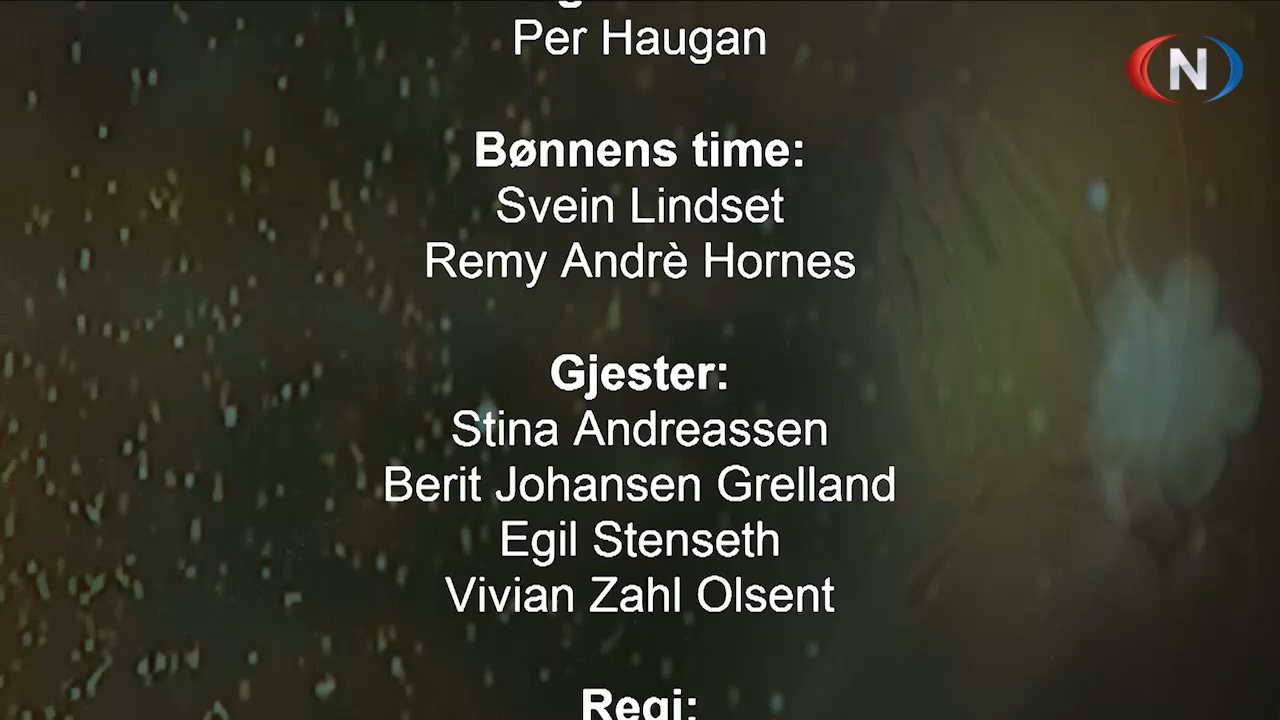 Per Haugan
N
Bønnens time:
Svein Lindset
Remy Andrè Hornes
Gjester:
Stina Andreassen
Berit Johansen Grelland
Egil Stenseth
Vivian Zahl Olsent
Regi: